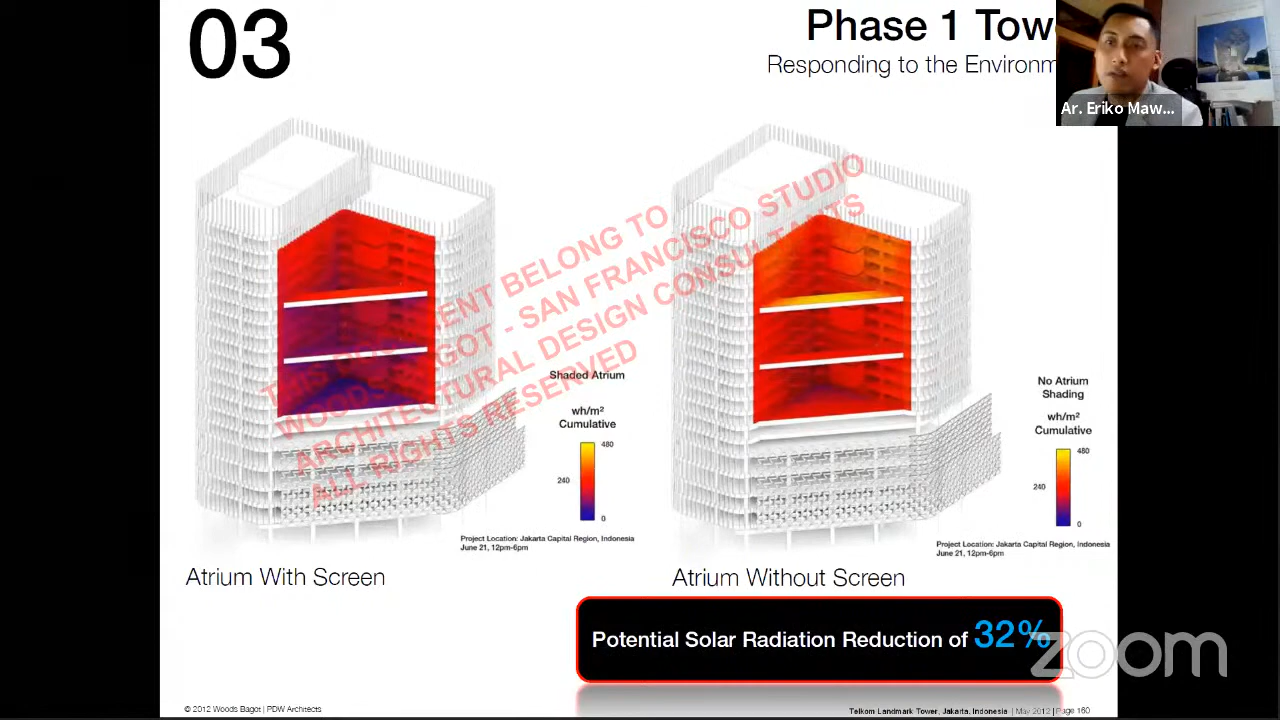 03
Phase 1 Tow
Responding to the Environm
Ar. Eriko Maw...
THIS DOCUMENT BELONG TO
WOODS BAGOT - SAN FRANCISCO STUDIO
ARCHITECTURAL DESIGN CONSULTANTS
ALL RIGHTS RESERVED
Shaded Atrium
wh/m²
Cumulative
480
240
0
Project Location: Jakarta Capital Region, Indonesia
June 21, 12pm-6pm
No Atrium
Shading
wh/m²
Cumulative
480
240
0
Project Location: Jakarta Capital Region, Indonesia
June 21, 12pm-6pm
Atrium With Screen
Atrium Without Screen
Potential Solar Radiation Reduction of 32%
zoom
© 2012 Woods Bagot | PDW Architects
Telkom Landmark Tower, Jakarta, Indonesia | May 2012 | Page 160